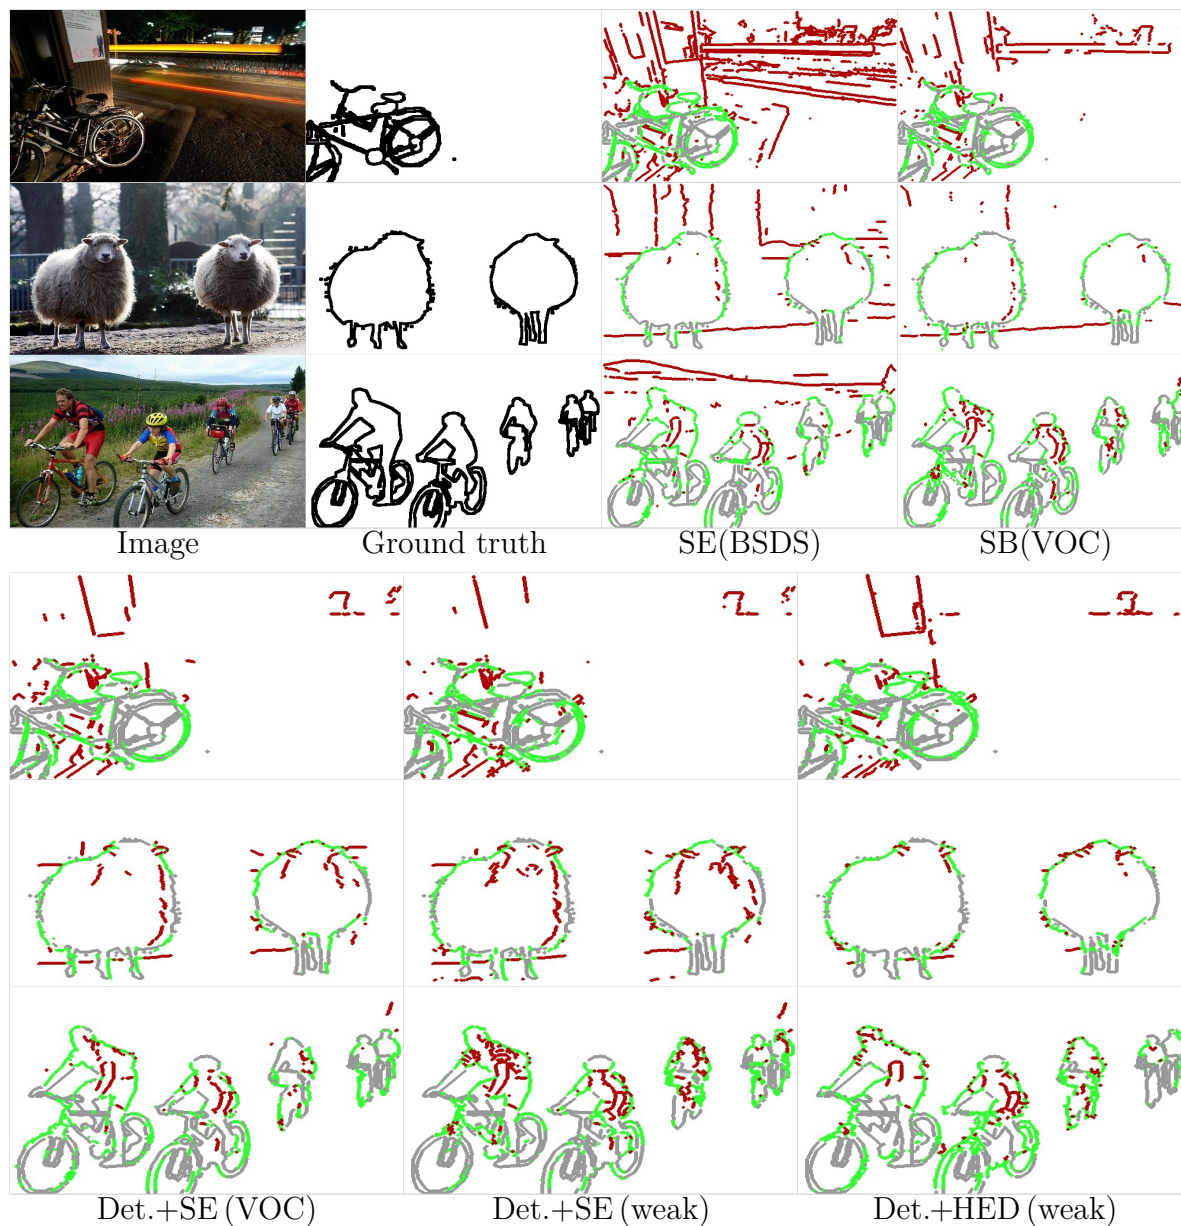 Image Ground truth SE(BSDS) SB(VOC)
Det.+SE (VOC) Det.+SE (weak) Det.+HED (weak)